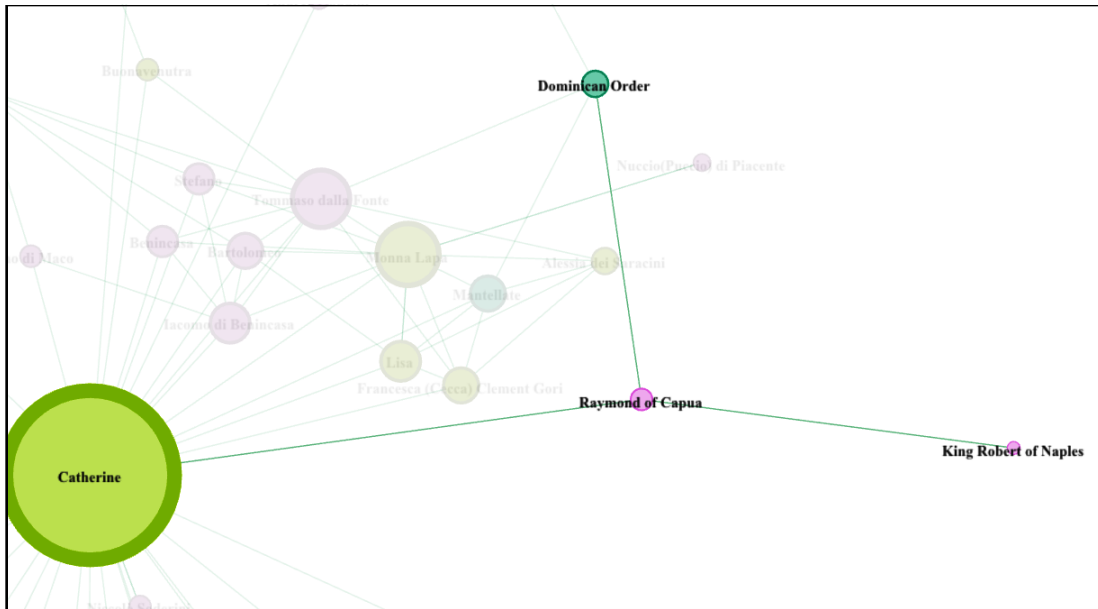 Buonavenutra
Dominican Order
Nuccio(Puccio) di Piacente
Stefano
Tommaso dalla Fonte
Benincasa
Bartolomeo
Monna Lapa
di Maco
Alessia dei Saracini
Mantellate
Iacomo di Benincasa
Lisa
Francesca (Cecca) Clement Gori
Raymond of Capua
King Robert of Naples
Catherine